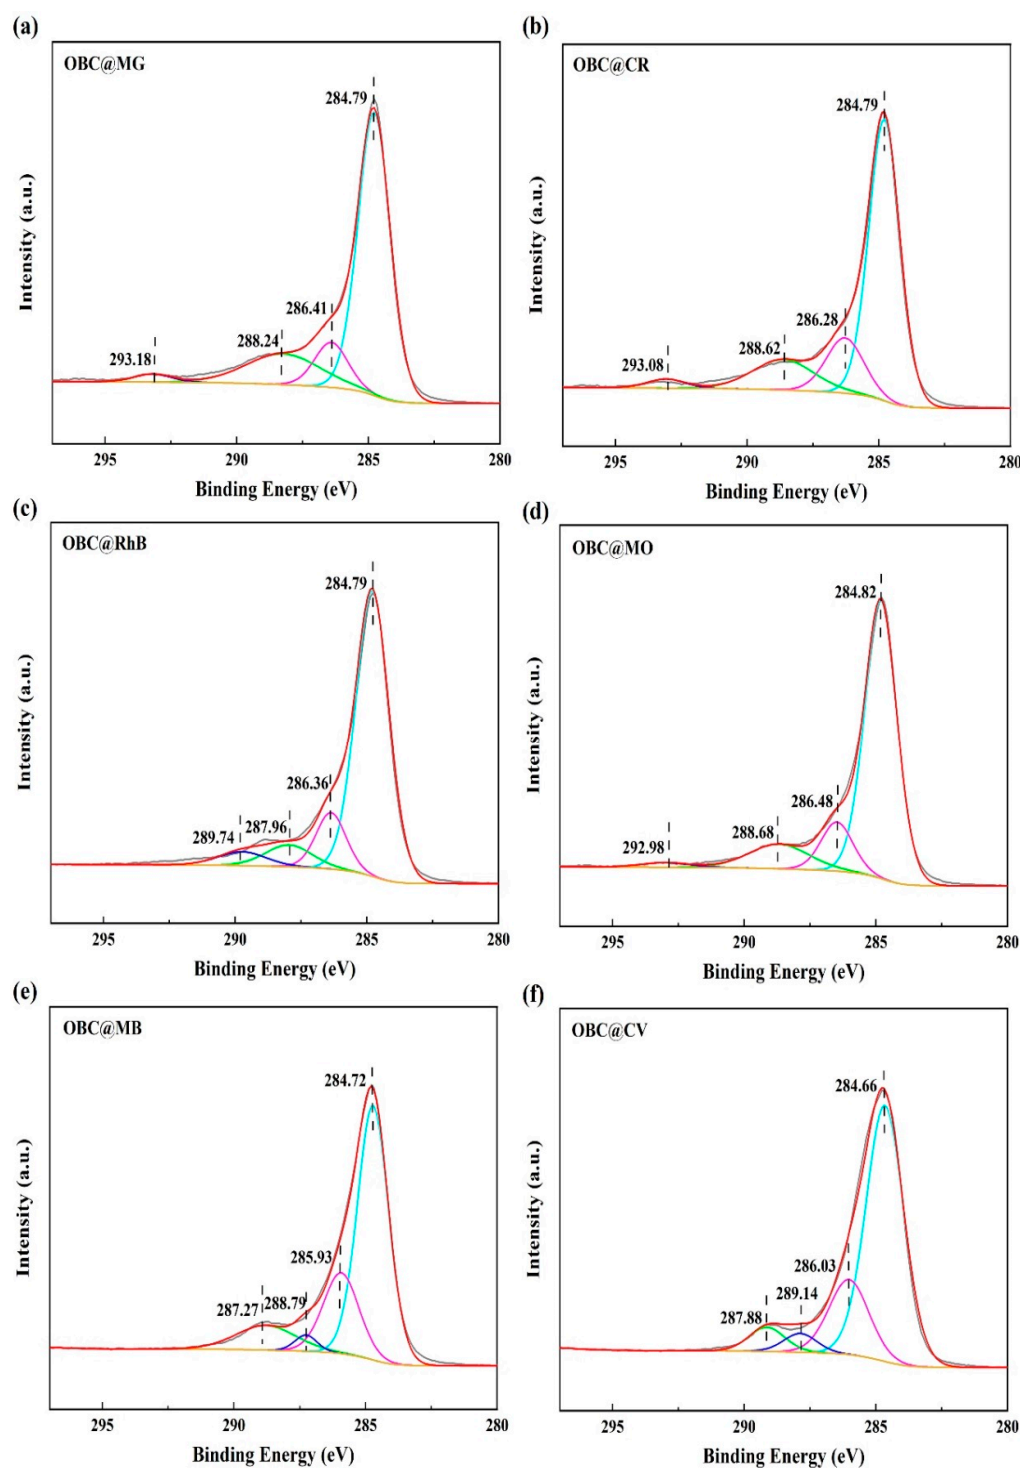 (a)
OBC@MG
284.79
286.41
288.24
293.18
Intensity (a.u.)
295
290
285
280
Binding Energy (eV)
(b)
OBC@CR
284.79
286.28
288.62
293.08
Intensity (a.u.)
295
290
285
280
Binding Energy (eV)
(c)
OBC@RhB
284.79
286.36
287.96
289.74
Intensity (a.u.)
295
290
285
280
Binding Energy (eV)
(d)
OBC@MO
284.82
286.48
288.68
292.98
Intensity (a.u.)
295
290
285
280
Binding Energy (eV)
(e)
OBC@MB
284.72
285.93
288.79
287.27
Intensity (a.u.)
295
290
285
280
Binding Energy (eV)
(f)
OBC@CV
284.66
286.03
289.14
287.88
Intensity (a.u.)
295
290
285
280
Binding Energy (eV)